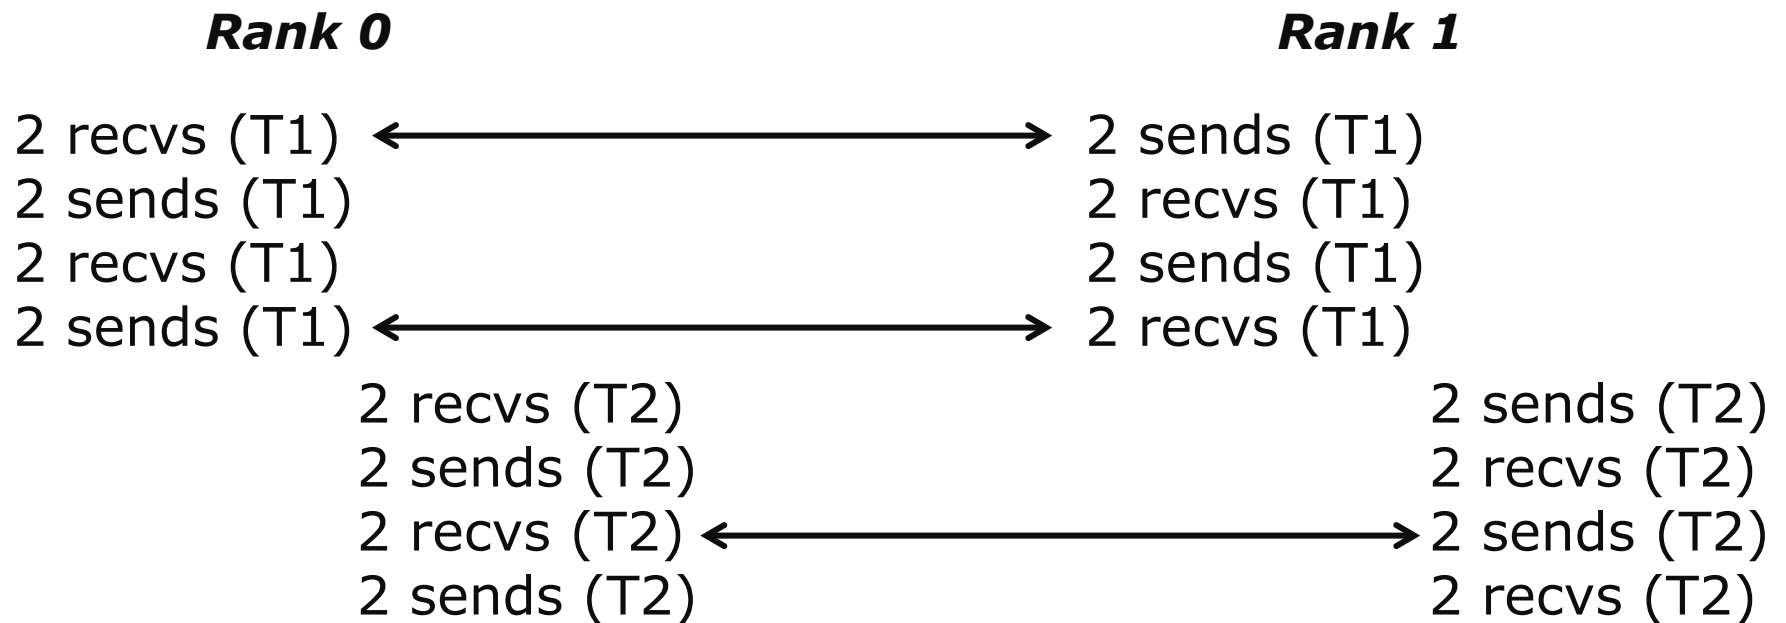 Rank 0 Rank 1
2 recvs (T1) 2 sends (T1)
2 sends (T1) 2 recvs (T1)
2 recvs (T1) 2 sends (T1)
2 sends (T1) 2 recvs (T1)
2 recvs (T2) 2 sends (T2)
2 sends (T2) 2 recvs (T2)
2 recvs (T2) 2 sends (T2)
2 sends (T2) 2 recvs (T2)